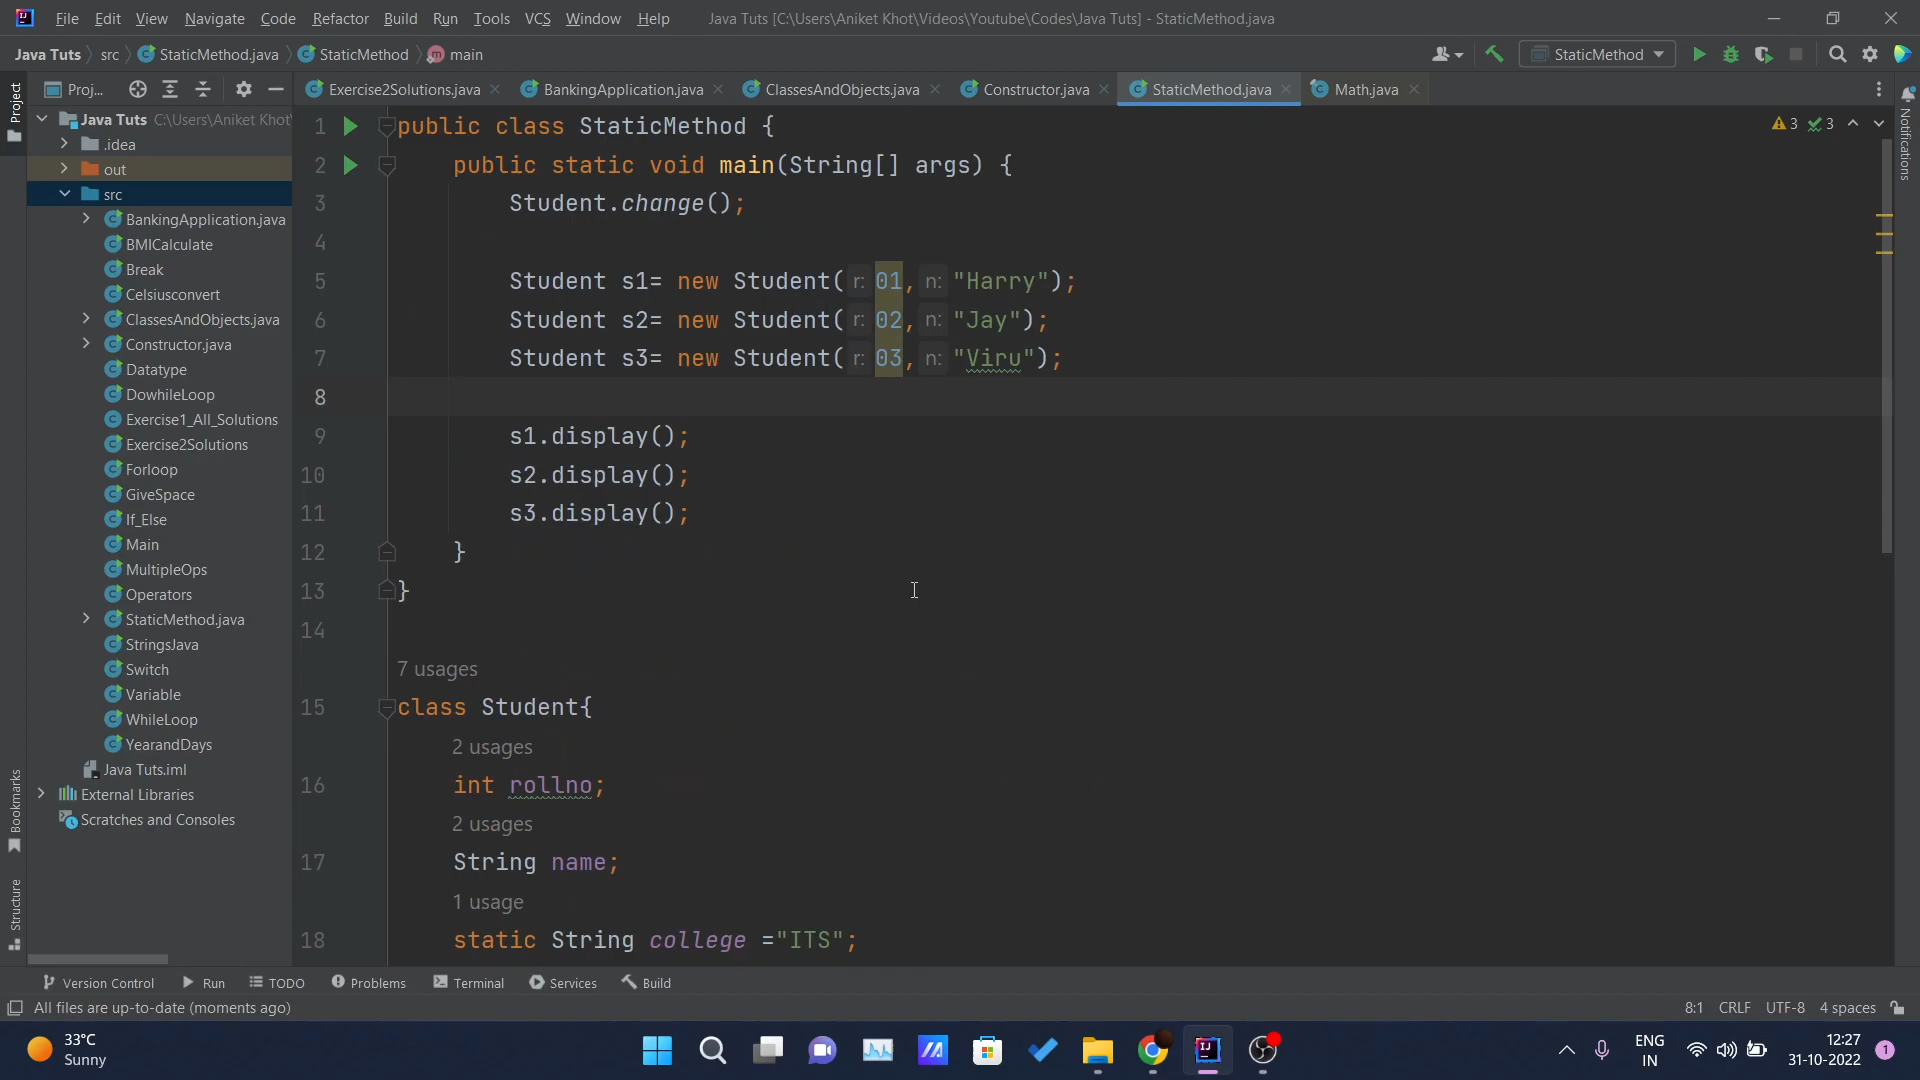 File Edit View Navigate Code Refactor Build Run Tools VCS Window Help Java Tuts [C:\Users\Aniket Khot\Videos\Youtube\Codes\Java Tuts] - StaticMethod.java
Java Tuts src StaticMethod.java StaticMethod main StaticMethod
Project
Proj... Exercise2Solutions.java BankingApplication.java ClassesAndObjects.java Constructor.java StaticMethod.java Math.java
Notifications
Java Tuts C:\Users\Aniket Khot\
.idea
out
src
BankingApplication.java
BMICalculate
Break
Celsiusconvert
ClassesAndObjects.java
Constructor.java
Datatype
DowhileLoop
Exercise1_All_Solutions
Exercise2Solutions
Forloop
GiveSpace
If_Else
Main
MultipleOps
Operators
StaticMethod.java
StringsJava
Switch
Variable
WhileLoop
YearandDays
Java Tuts.iml
External Libraries
Scratches and Consoles
Bookmarks
Structure
3 3
1 public class StaticMethod {
2 public static void main(String[] args) {
3 Student.change();
4
5 Student s1= new Student( r: 01, n: "Harry");
6 Student s2= new Student( r: 02, n: "Jay");
7 Student s3= new Student( r: 03, n: "Viru");
8
9 s1.display();
10 s2.display();
11 s3.display();
12 }
13 }
14
7 usages
15 class Student{
2 usages
16 int rollno;
2 usages
17 String name;
1 usage
18 static String college ="ITS";
Version Control Run TODO Problems Terminal Services Build
All files are up-to-date (moments ago) 8:1 CRLF UTF-8 4 spaces
33°C
Sunny
ENG
IN
12:27
31-10-2022
1